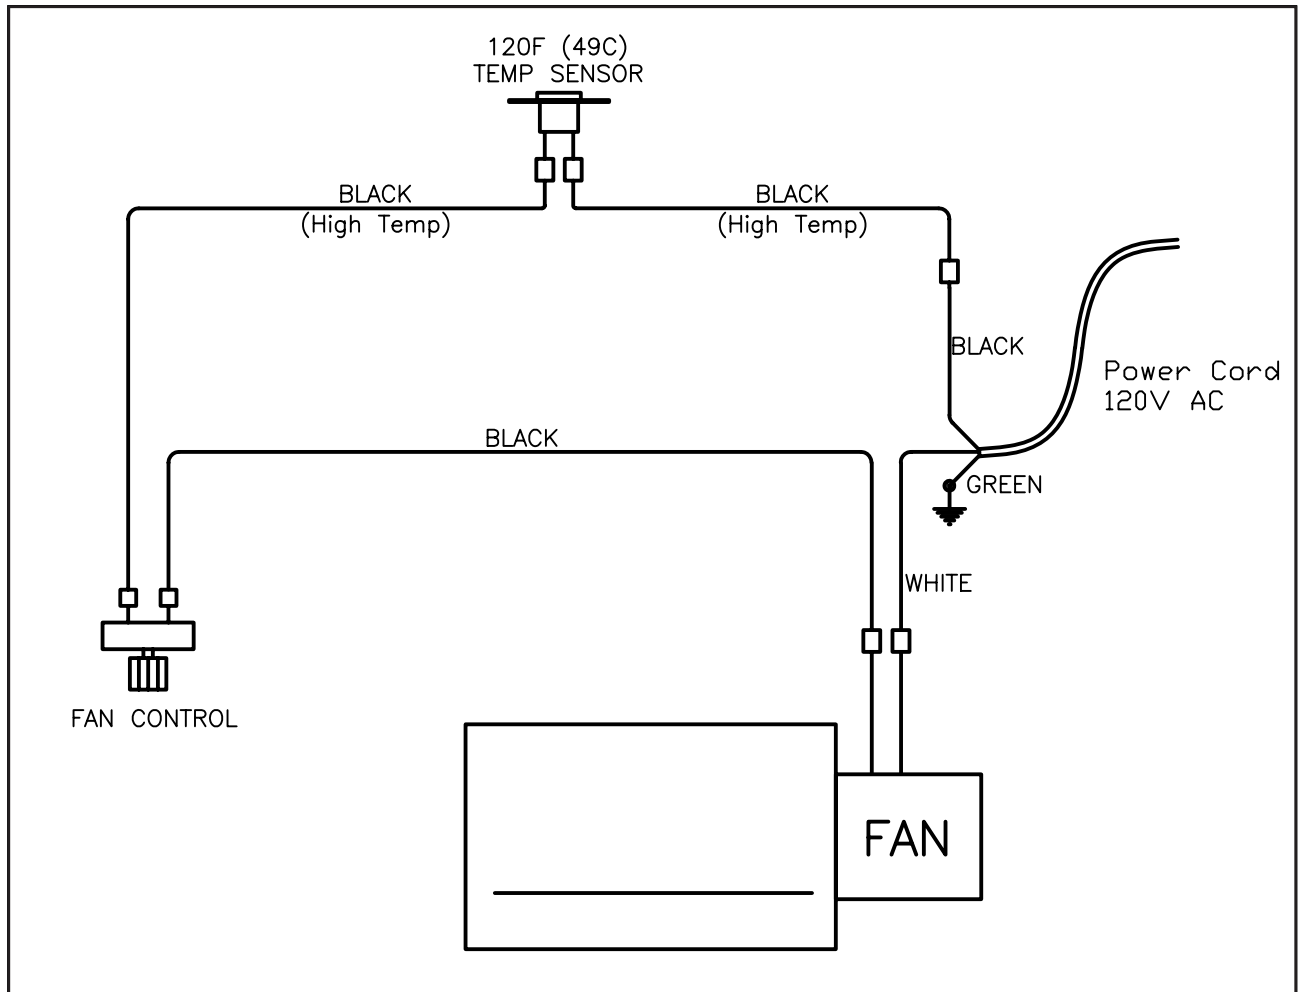 120F (49C)
TEMP SENSOR
BLACK
(High Temp)
BLACK
(High Temp)
BLACK
Power Cord
120V AC
BLACK
GREEN
WHITE
FAN CONTROL
FAN